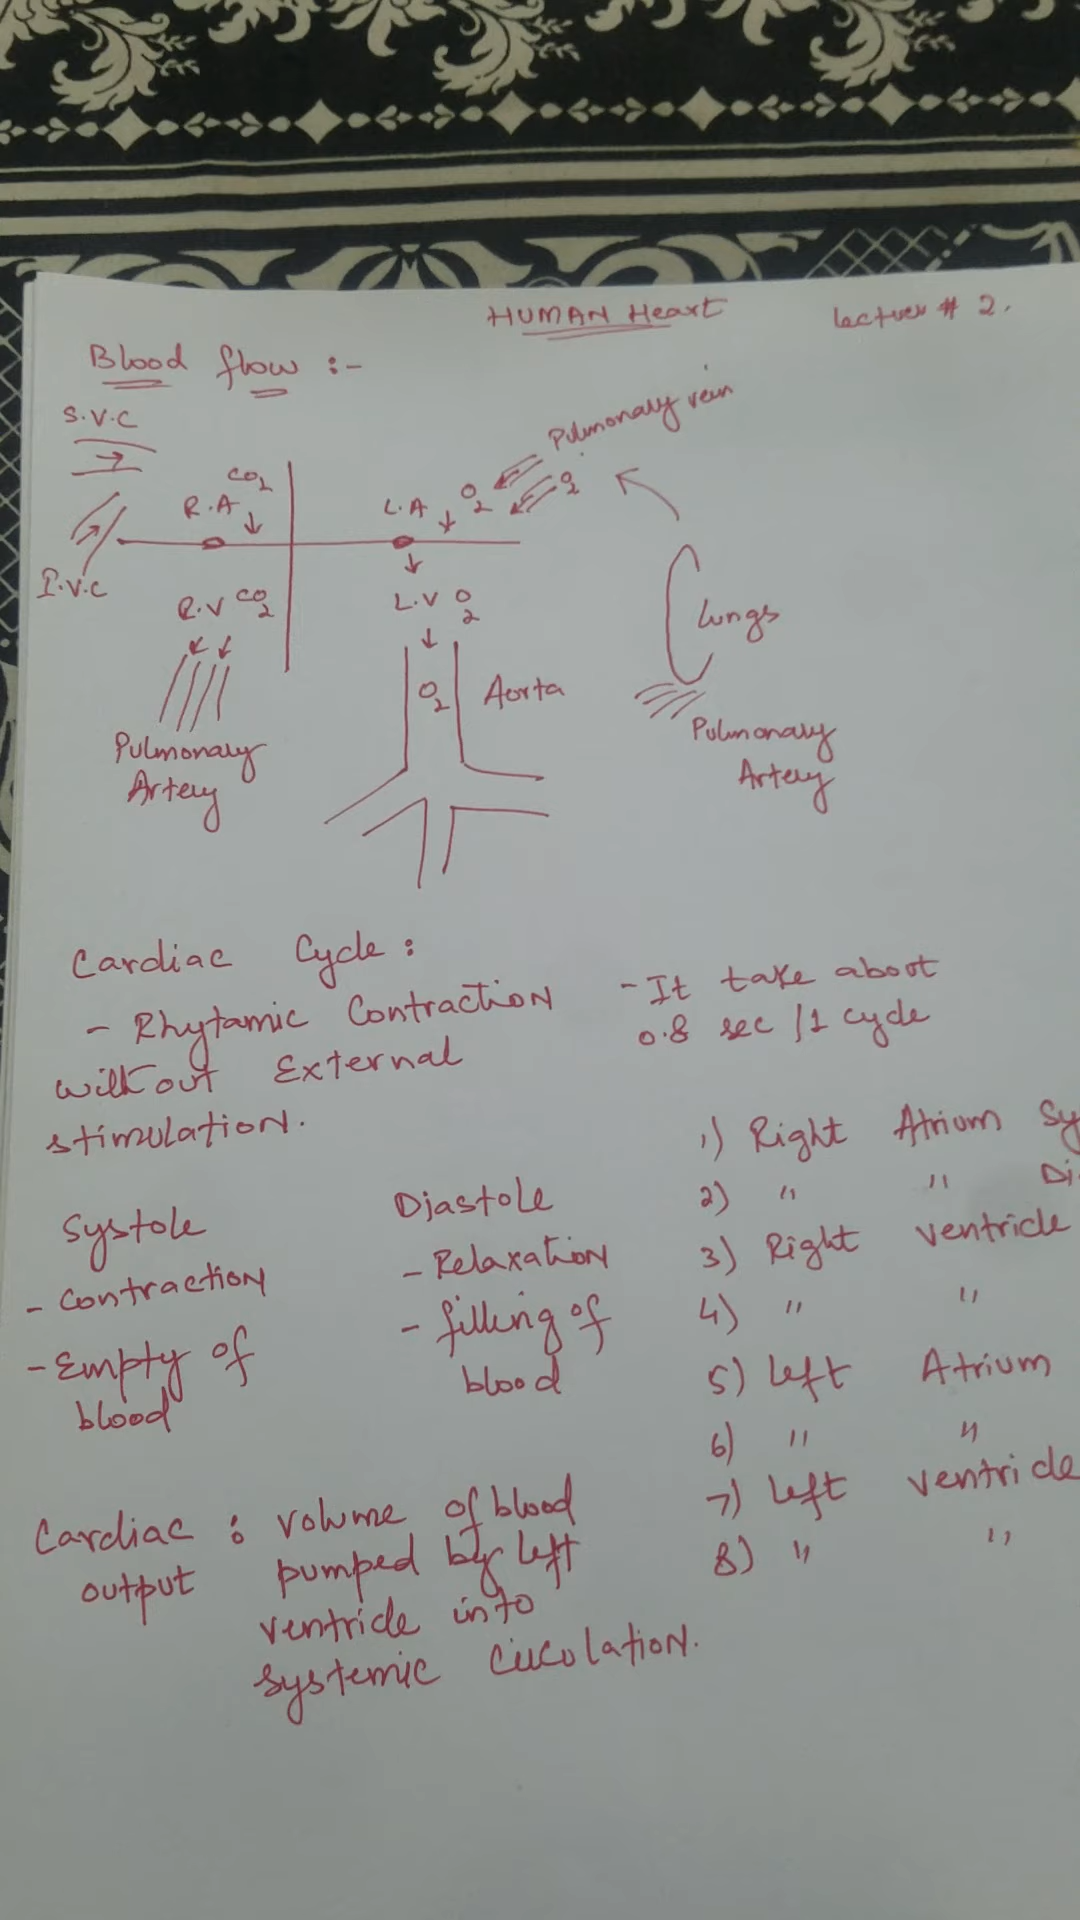 HUMAN Heart
Lecture # 2.
Blood flow :-
S.V.C
I.V.C
R.A CO2
L.A O2
Pulmonary vein
O2
R.V CO2
L.V O2
O2
Aorta
Lungs
Pulmonary
Artery
Pulmonary
Artery
Cardiac Cycle :
- Rhytamic Contraction
without External
stimulation.
- It take about
0.8 sec / 1 cycle
Systole
- Contraction
- Empty of
blood
Diastole
- Relaxation
- filling of
blood
1) Right Atrium Sy
2) " " Di
3) Right ventricle
4) " "
5) Left Atrium
6) " "
7) Left ventricle
8) " "
Cardiac : volume of blood
output pumped by left
ventricle into
systemic circulation.